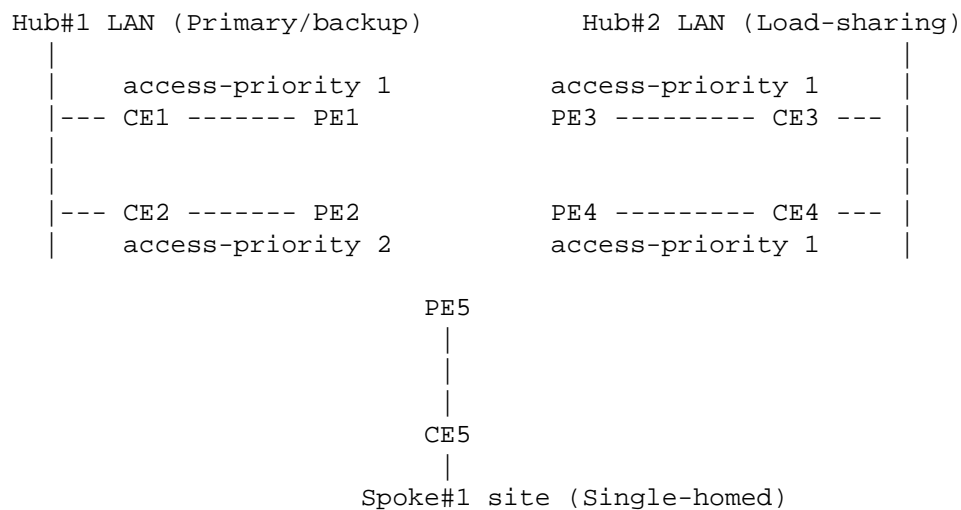 Hub#1 LAN (Primary/backup) Hub#2 LAN (Load-sharing)
access-priority 1 access-priority 1
|--- CE1 ------- PE1 PE3 --------- CE3 --- |
|--- CE2 ------- PE2 PE4 --------- CE4 --- |
access-priority 2 access-priority 1
PE5
CE5
Spoke#1 site (Single-homed)